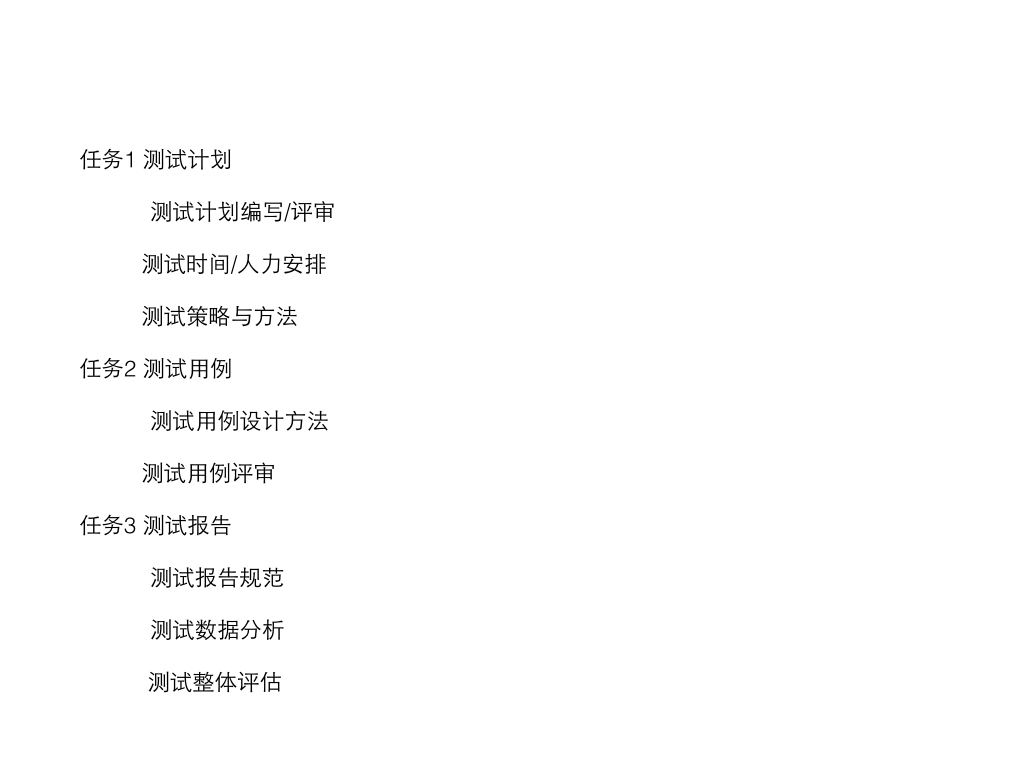 任务1 测试计划
测试计划编写/评审
测试时间/人力安排
测试策略与方法
任务2 测试用例
测试用例设计方法
测试用例评审
任务3 测试报告
测试报告规范
测试数据分析
测试整体评估